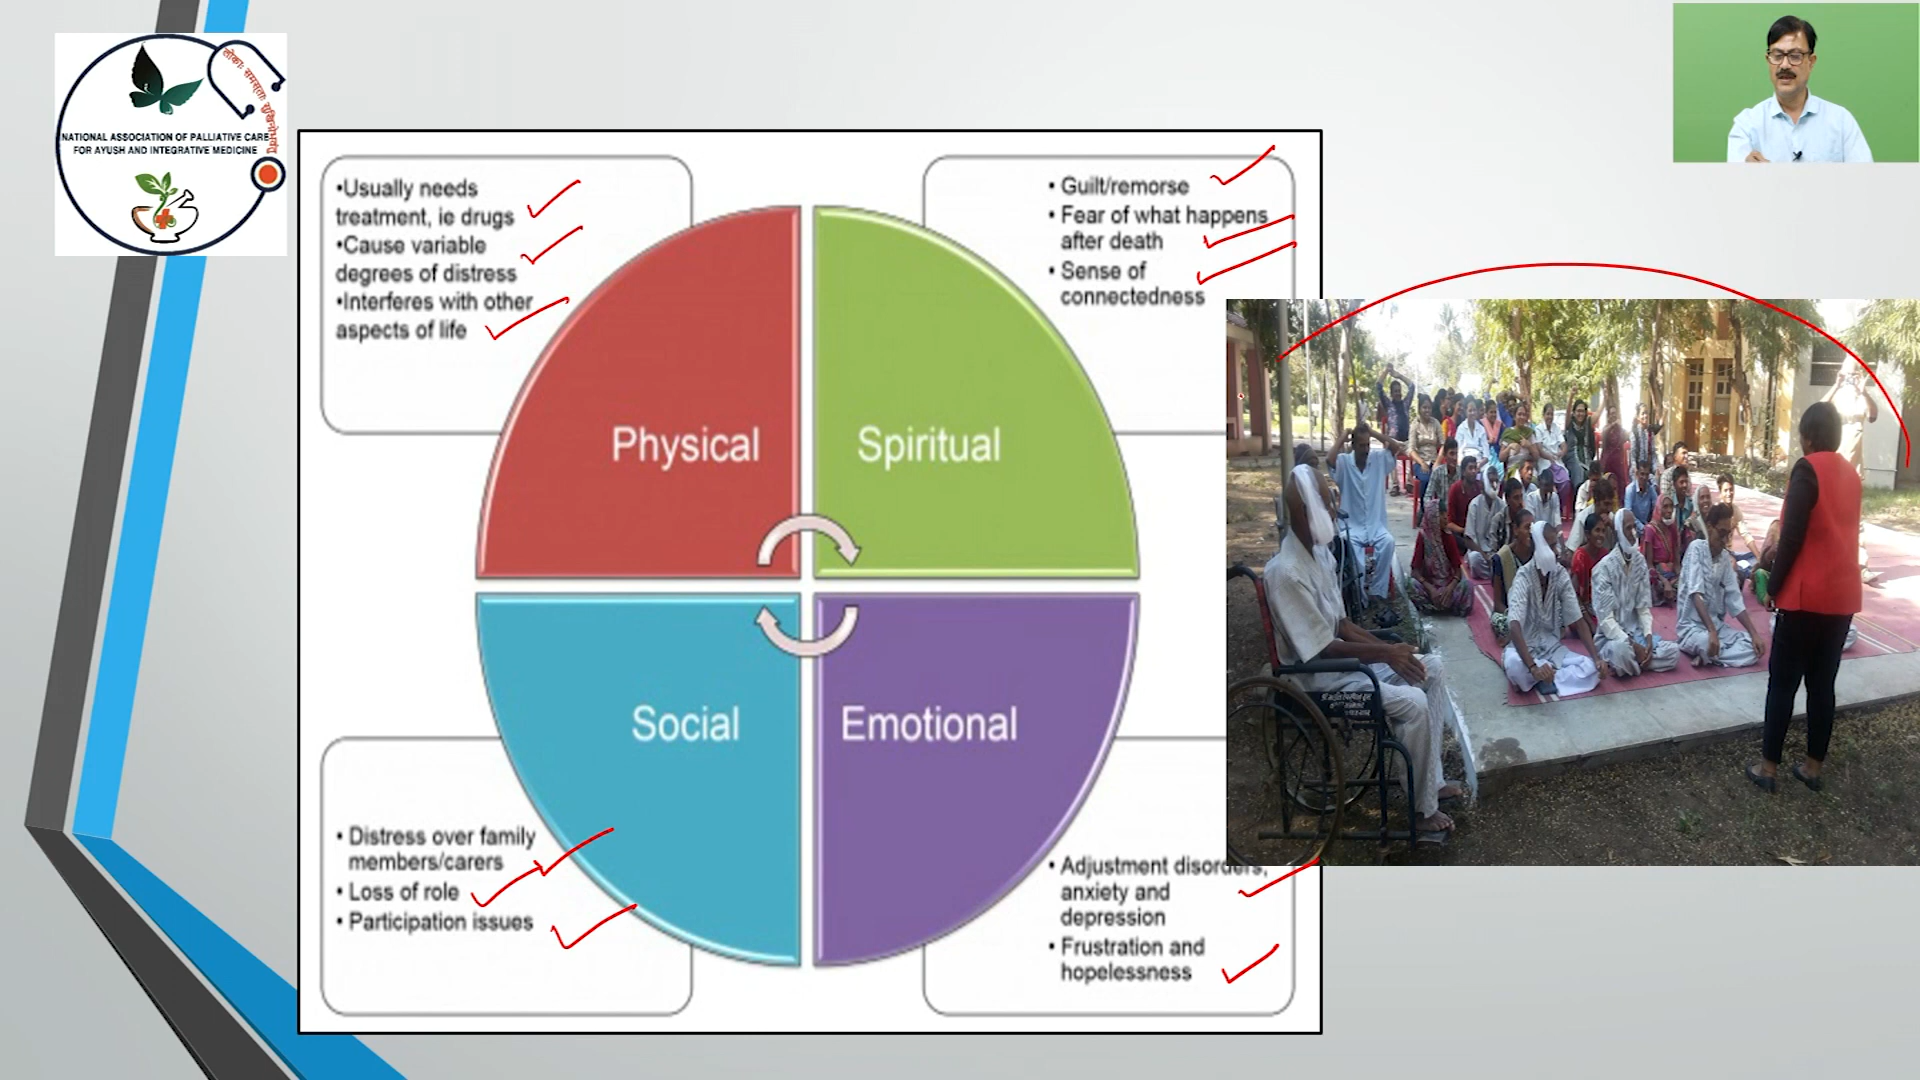 लोकाः समस्ताः
NATIONAL ASSOCIATION OF PALLIATIVE CARE
FOR AYUSH AND INTEGRATIVE MEDICINE
•Usually needs
treatment, ie drugs
•Cause variable
degrees of distress
•Interferes with other
aspects of life
• Guilt/remorse
• Fear of what happens
after death
• Sense of
connectedness
Physical
Spiritual
Social
Emotional
• Distress over family
members/carers
• Loss of role
• Participation issues
• Adjustment disorders,
anxiety and
depression
• Frustration and
hopelessness